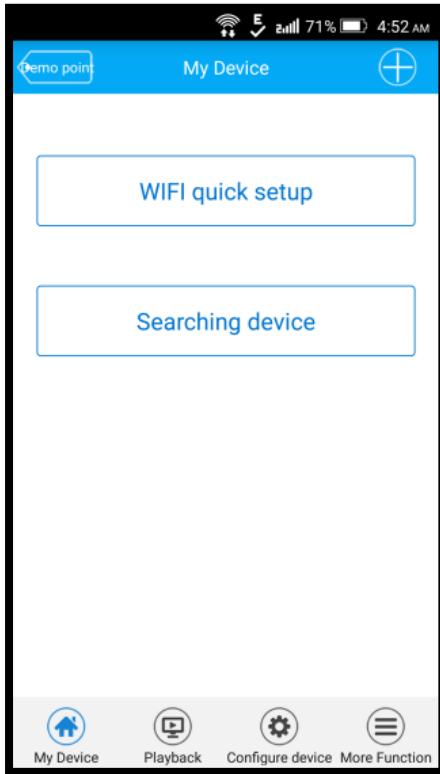 E 2 71% 4:52 AM
Demo point My Device
WIFI quick setup
Searching device
My Device Playback Configure device More Function